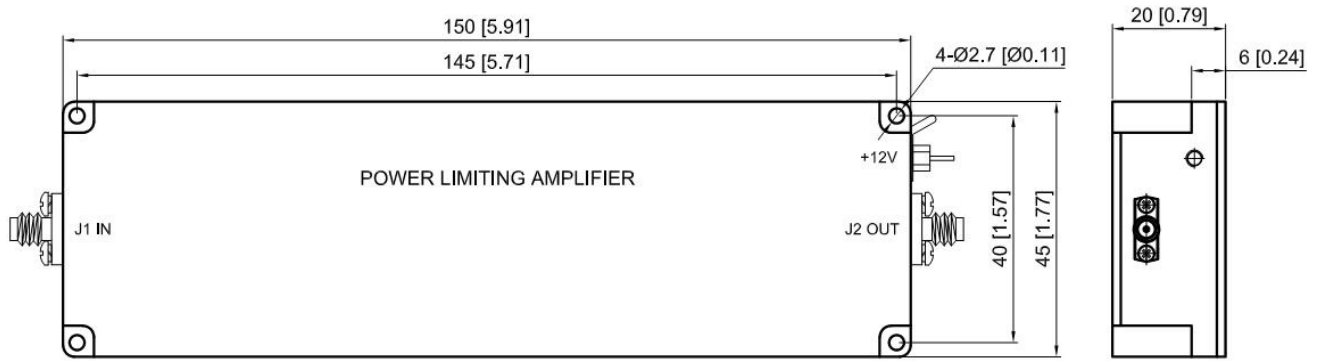 150 [5.91]
145 [5.71]
4-Ø2.7 [Ø0.11]
20 [0.79]
6 [0.24]
+12V
POWER LIMITING AMPLIFIER
J1 IN
J2 OUT
40 [1.57]
45 [1.77]